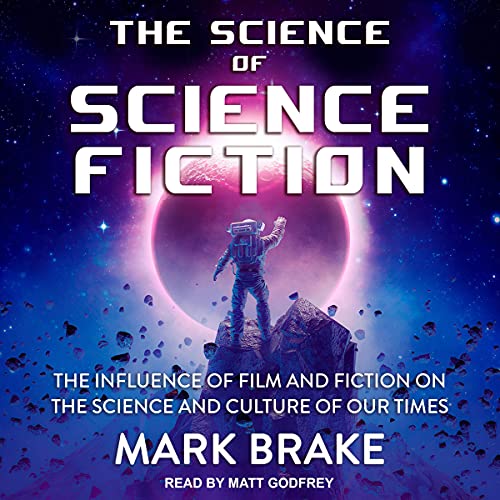 THE SCIENCE
OF
SCIENCE
FICTION
THE INFLUENCE OF FILM AND FICTION ON
THE SCIENCE AND CULTURE OF OUR TIMES
MARK BRAKE
READ BY MATT GODFREY